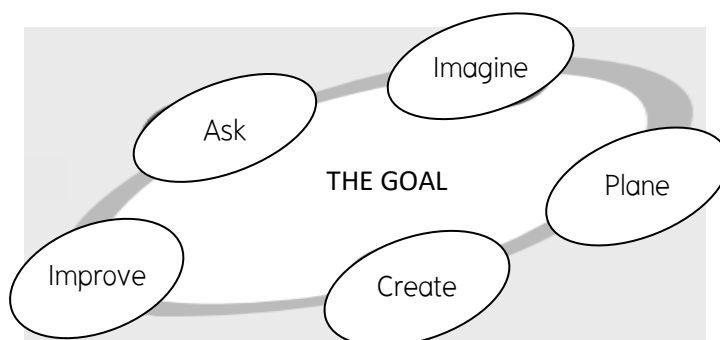 Imagine
Ask
THE GOAL
Plane
Improve
Create